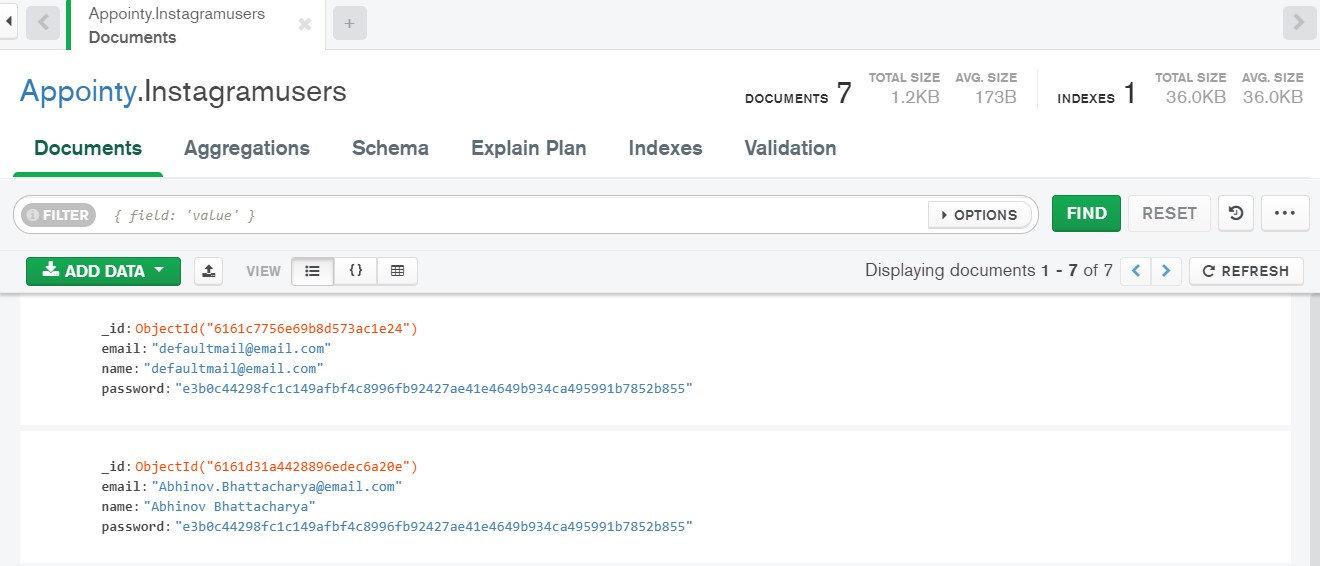 Appointy.Instagramusers
Documents
Appointy.Instagramusers
DOCUMENTS 7 TOTAL SIZE 1.2KB AVG. SIZE 173B INDEXES 1 TOTAL SIZE 36.0KB AVG. SIZE 36.0KB
Documents Aggregations Schema Explain Plan Indexes Validation
FILTER { field: 'value' } OPTIONS FIND RESET ...
ADD DATA VIEW {} Displaying documents 1 - 7 of 7 REFRESH
_id: ObjectId("6161c7756e69b8d573ac1e24")
email: "defaultmail@email.com"
name: "defaultmail@email.com"
password: "e3b0c44298fc1c149afbf4c8996fb92427ae41e4649b934ca495991b7852b855"
_id: ObjectId("6161d31a4428896edec6a20e")
email: "Abhinov.Bhattacharya@email.com"
name: "Abhinov Bhattacharya"
password: "e3b0c44298fc1c149afbf4c8996fb92427ae41e4649b934ca495991b7852b855"